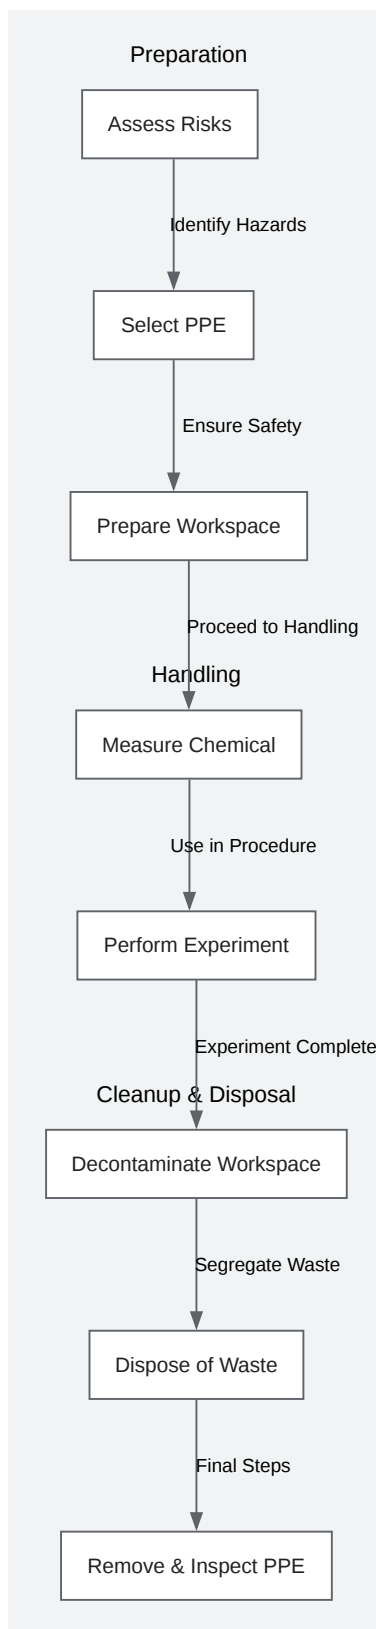 Preparation
Assess Risks
Identify Hazards
Select PPE
Ensure Safety
Prepare Workspace
Proceed to Handling
Handling
Measure Chemical
Use in Procedure
Perform Experiment
Experiment Complete
Cleanup & Disposal
Decontaminate Workspace
Segregate Waste
Dispose of Waste
Final Steps
Remove & Inspect PPE